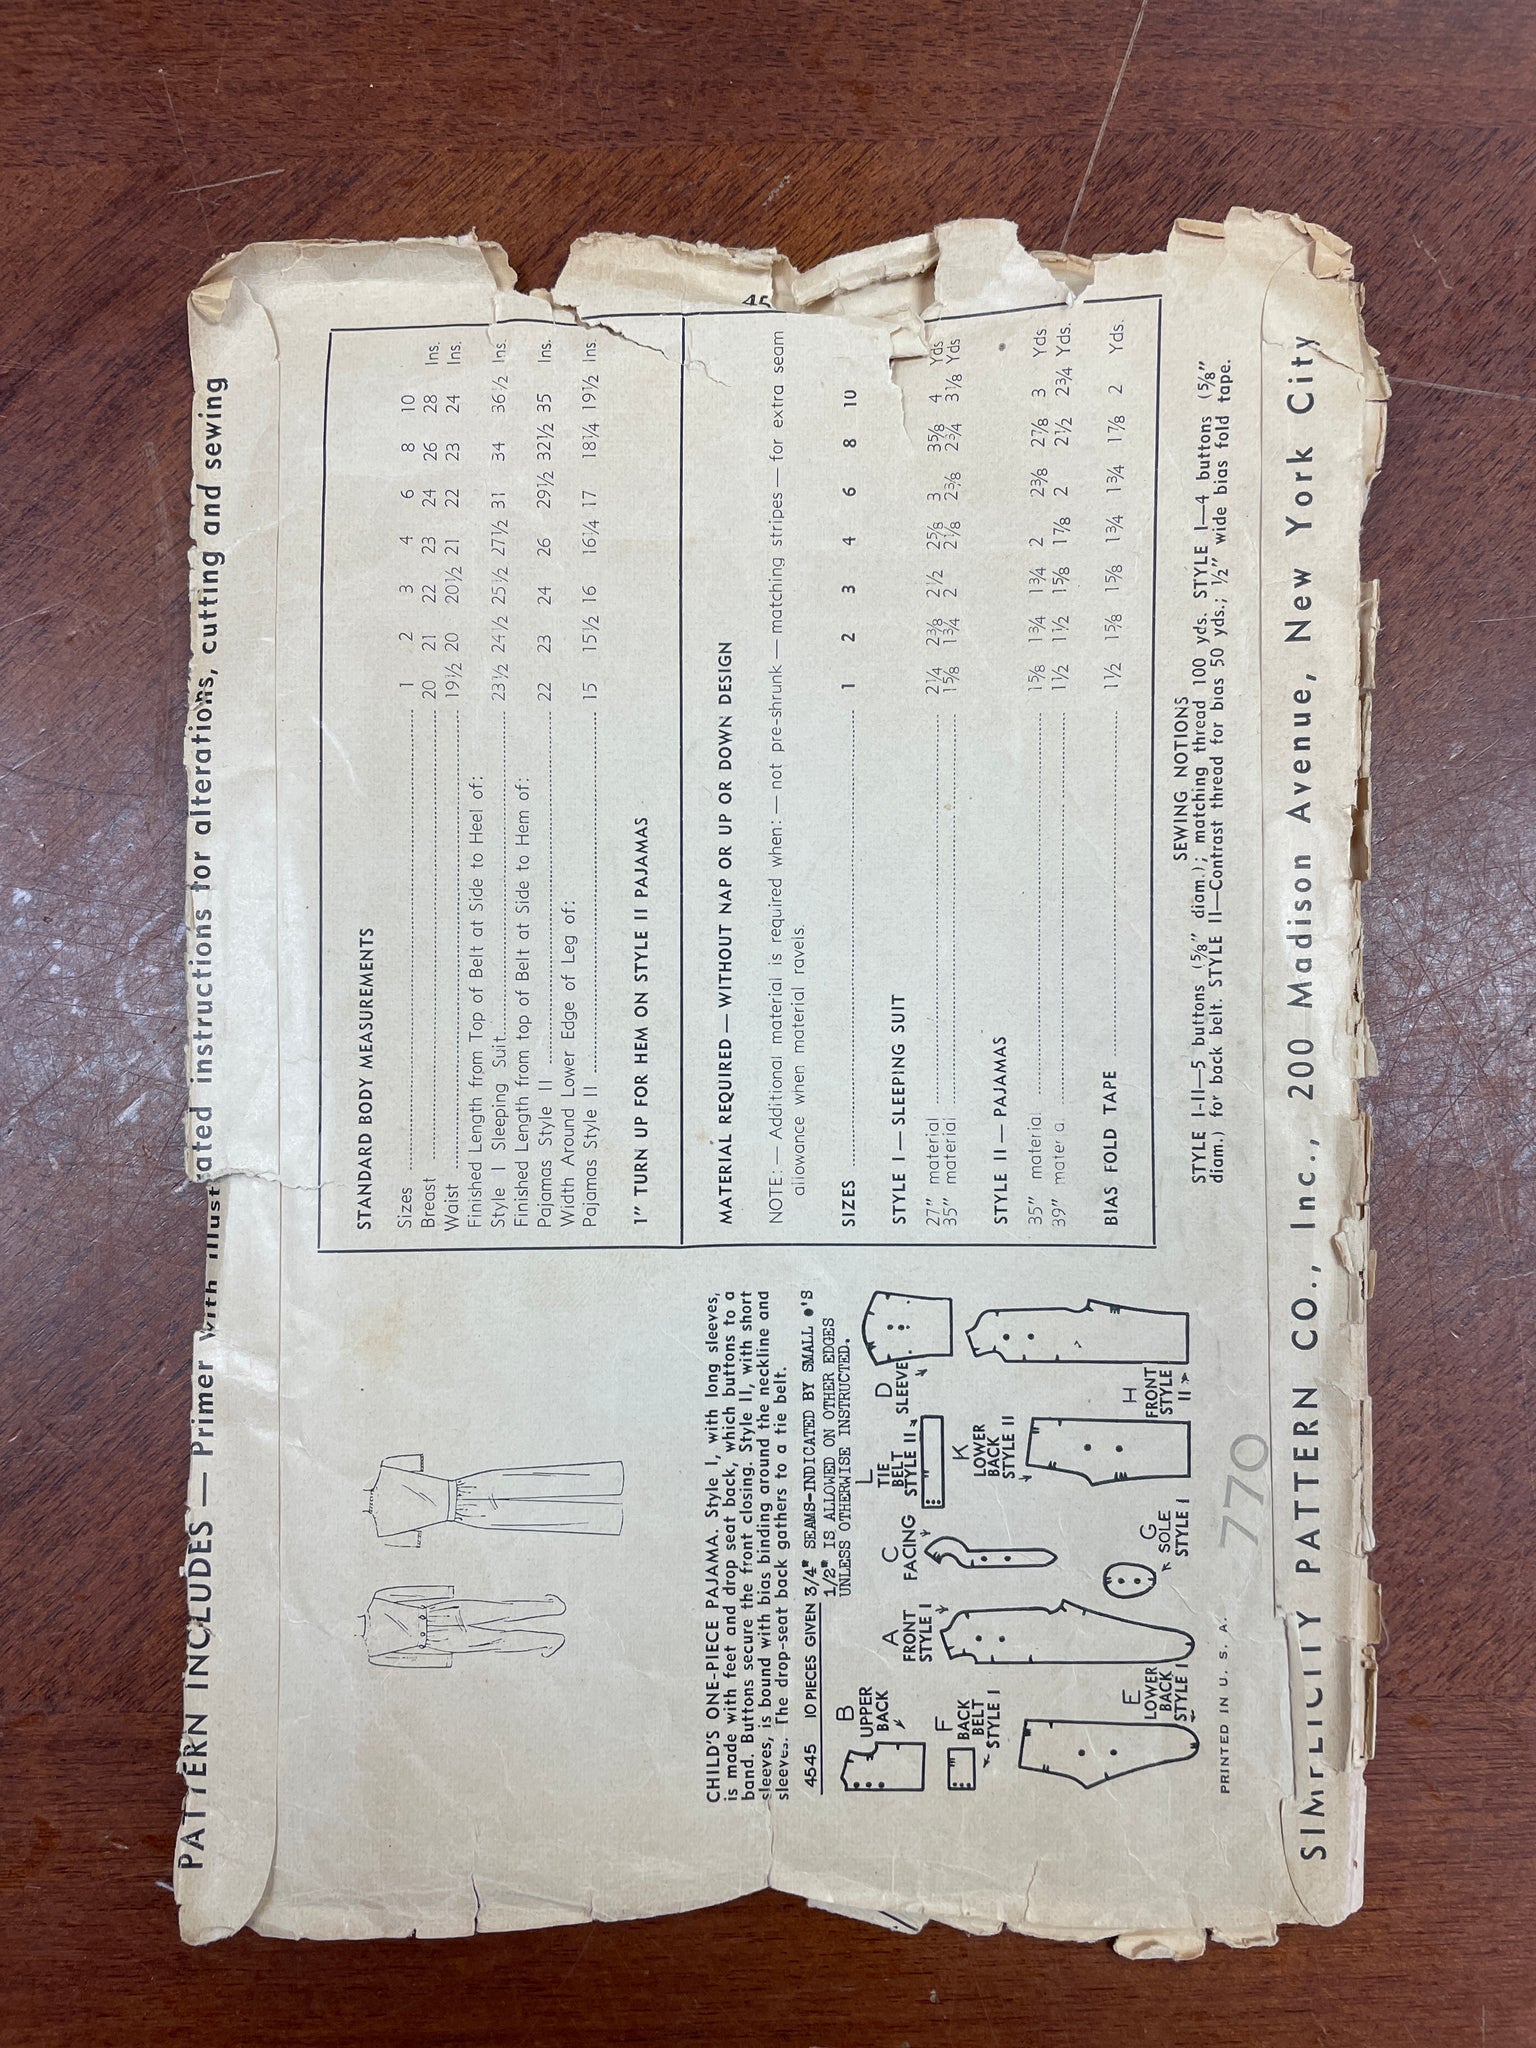 PATTERN INCLUDES — Primer with illustrated instructions for alterations, cutting and sewing
CHILD'S ONE-PIECE PAJAMA. Style I, with long sleeves,
is made with feet and drop seat back, which buttons to a
band. Buttons secure the front closing. Style II, with short
sleeves, is bound with bias binding around the neckline and
sleeves. The drop-seat back gathers to a tie belt.
4545 10 PIECES GIVEN 3/4" SEAMS-INDICATED BY SMALL ●'S
1/2" IS ALLOWED ON OTHER EDGES
UNLESS OTHERWISE INSTRUCTED.
B
UPPER
BACK
A
FRONT
STYLE I
C
FACING
L
TIE
BELT
STYLE II
D
SLEEVE
F
BACK
BELT
STYLE I
K
LOWER
BACK
STYLE II
E
LOWER
BACK
STYLE I
G
SOLE
STYLE I
H
FRONT
STYLE
II
PRINTED IN U. S. A.
770
45
STANDARD BODY MEASUREMENTS
Sizes 1 2 3 4 6 8 10
Breast 20 21 22 23 24 26 28 Ins.
Waist 19½ 20 20½ 21 22 23 24 Ins.
Finished Length from Top of Belt at Side to Heel of:
Style I Sleeping Suit 23½ 24½ 25½ 27½ 31 34 36½ Ins.
Finished Length from top of Belt at Side to Hem of:
Pajamas Style II 22 23 24 26 29½ 32½ 35 Ins.
Width Around Lower Edge of Leg of:
Pajamas Style II 15 15½ 16 16¼ 17 18¼ 19½ Ins.
1" TURN UP FOR HEM ON STYLE II PAJAMAS
MATERIAL REQUIRED — WITHOUT NAP OR UP OR DOWN DESIGN
NOTE: — Additional material is required when: — not pre-shrunk — matching stripes — for extra seam
allowance when material ravels.
SIZES 1 2 3 4 6 8 10
STYLE I — SLEEPING SUIT
27" material 2¼ 2⅜ 2½ 2⅝ 3 3⅝ 4 Yds
35" material 1⅝ 1¾ 2 2⅛ 2⅜ 2¾ 3⅛ Yds
STYLE II — PAJAMAS
35" material 1⅝ 1¾ 1¾ 2 2⅜ 2⅞ 3 Yds.
39" mater a. 1½ 1½ 1⅝ 1⅞ 2 2½ 2¾ Yds.
BIAS FOLD TAPE 1½ 1⅝ 1⅝ 1¾ 1¾ 1⅞ 2 Yds.
SEWING NOTIONS
STYLE I-II—5 buttons (⅝" diam.); matching thread 100 yds. STYLE I—4 buttons (⅝"
diam.) for back belt. STYLE II—Contrast thread for bias 50 yds.; ½" wide bias fold tape.
SIMPLICITY PATTERN CO., Inc., 200 Madison Avenue, New York City